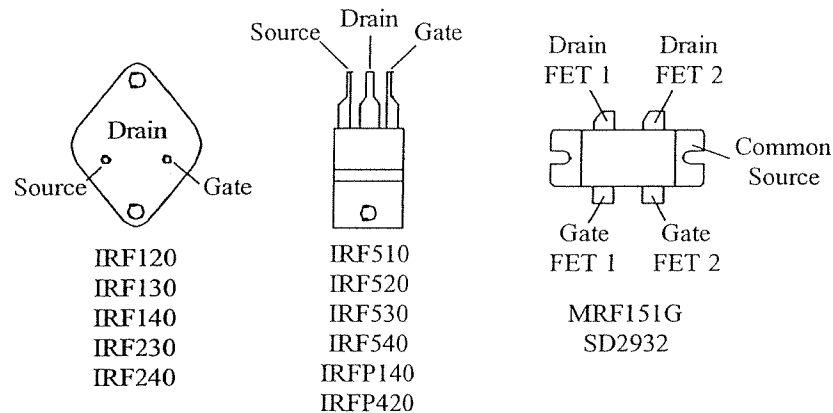 Drain
Source
Gate
IRF120
IRF130
IRF140
IRF230
IRF240
Source
Drain
Gate
IRF510
IRF520
IRF530
IRF540
IRFP140
IRFP420
Drain
FET 1
Drain
FET 2
Common
Source
Gate
FET 1
Gate
FET 2
MRF151G
SD2932